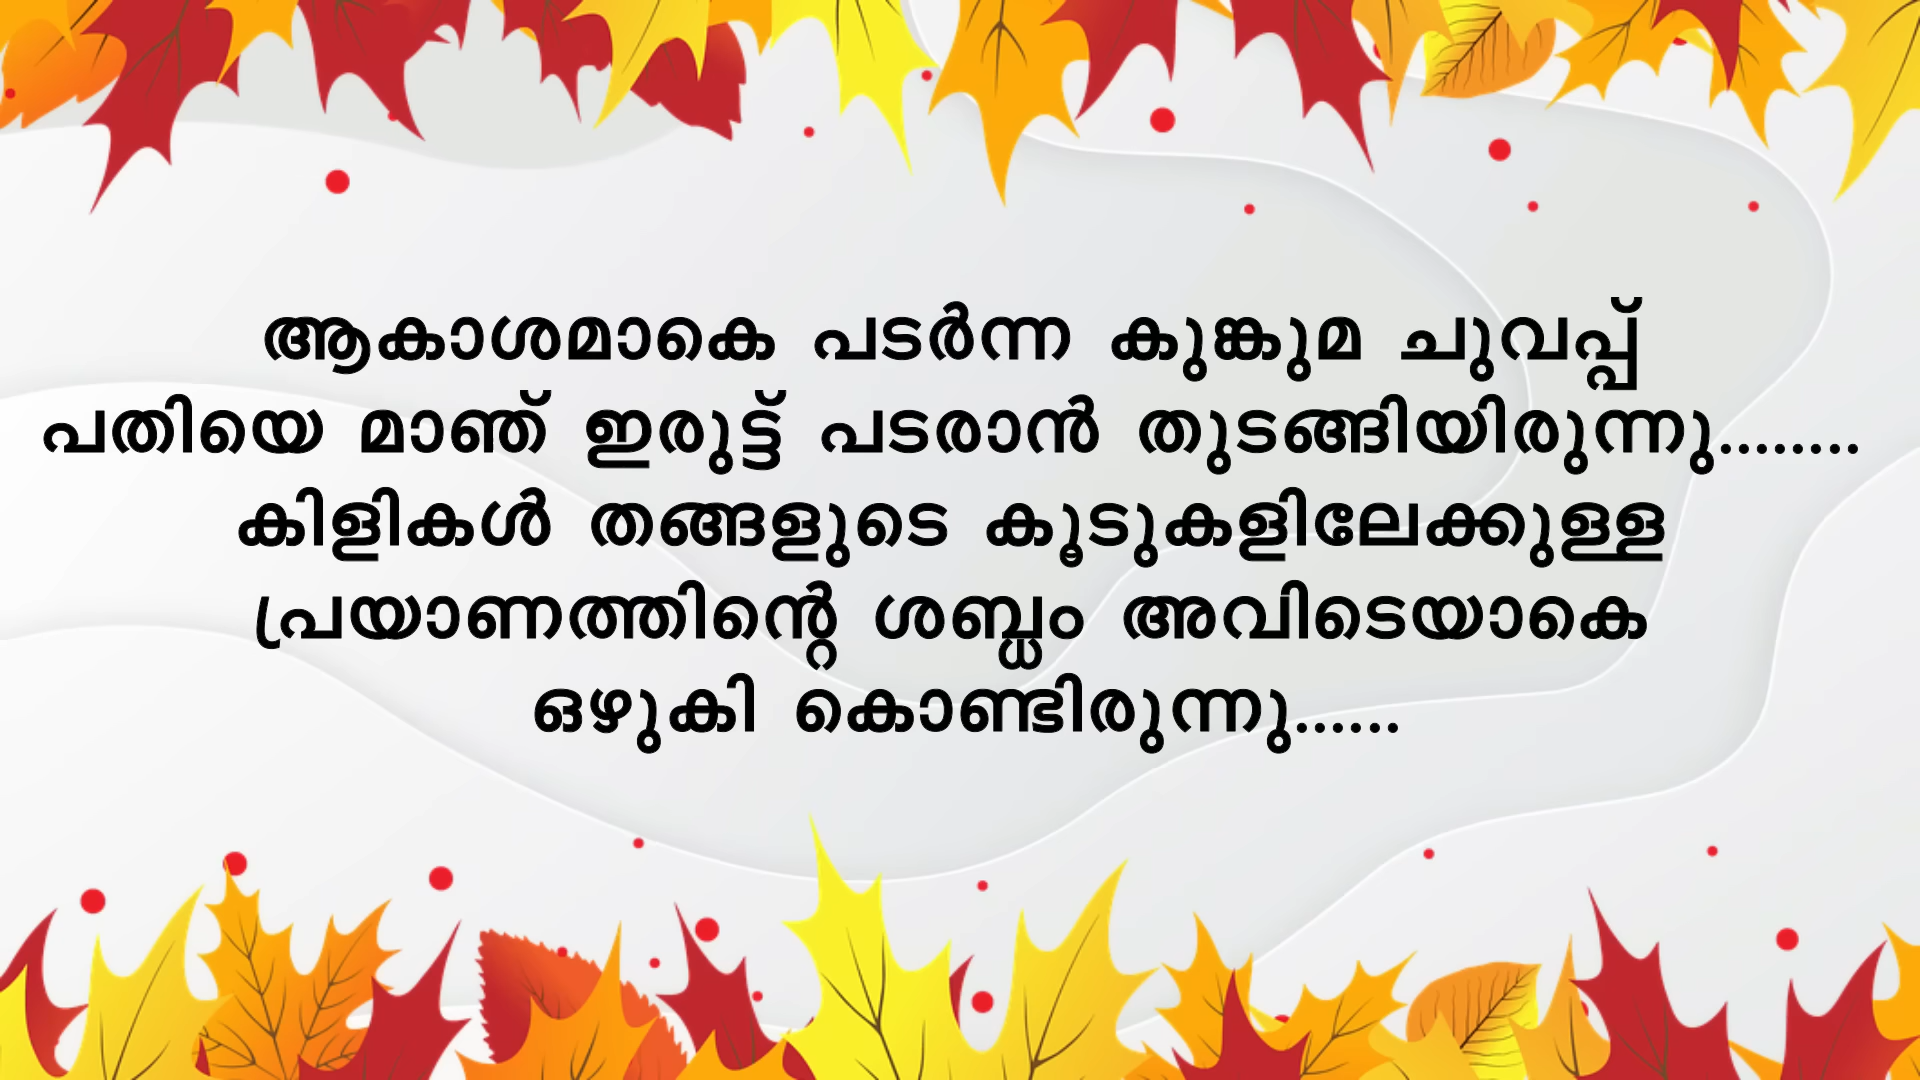 ആകാശമാകെ പടർന്ന കുങ്കുമ ചുവപ്പ്
പതിയെ മാഞ് ഇരുട്ട് പടരാൻ തുടങ്ങിയിരുന്നു........
കിളികൾ തങ്ങളുടെ കൂടുകളിലേക്കുള്ള
പ്രയാണത്തിന്റെ ശബ്ധം അവിടെയാകെ
ഒഴുകി കൊണ്ടിരുന്നു......